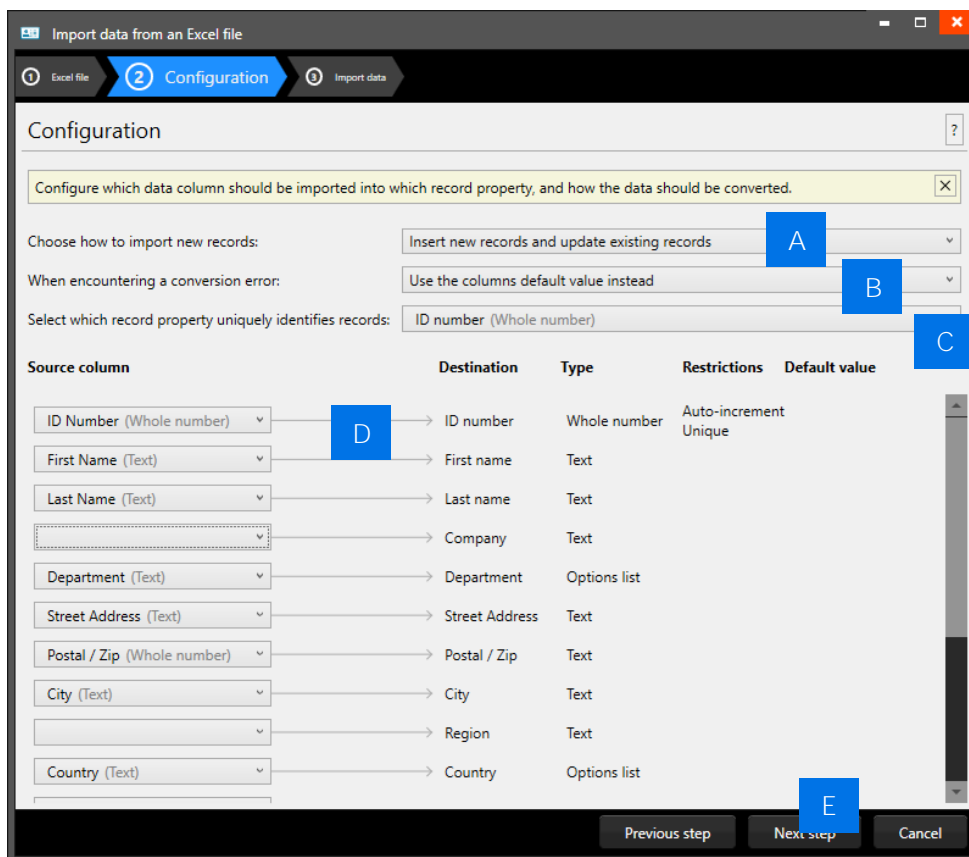 Import data from an Excel file
1 Excel file 2 Configuration 3 Import data
Configuration ?
Configure which data column should be imported into which record property, and how the data should be converted.
Choose how to import new records: Insert new records and update existing records A
When encountering a conversion error: Use the columns default value instead B
Select which record property uniquely identifies records: ID number (Whole number) C
Source column Destination Type Restrictions Default value
ID Number (Whole number) D ID number Whole number Auto-increment
Unique
First Name (Text) First name Text
Last Name (Text) Last name Text
Company Text
Department (Text) Department Options list
Street Address (Text) Street Address Text
Postal / Zip (Whole number) Postal / Zip Text
City (Text) City Text
Region Text
Country (Text) Country Options list
E
Previous step Next step Cancel